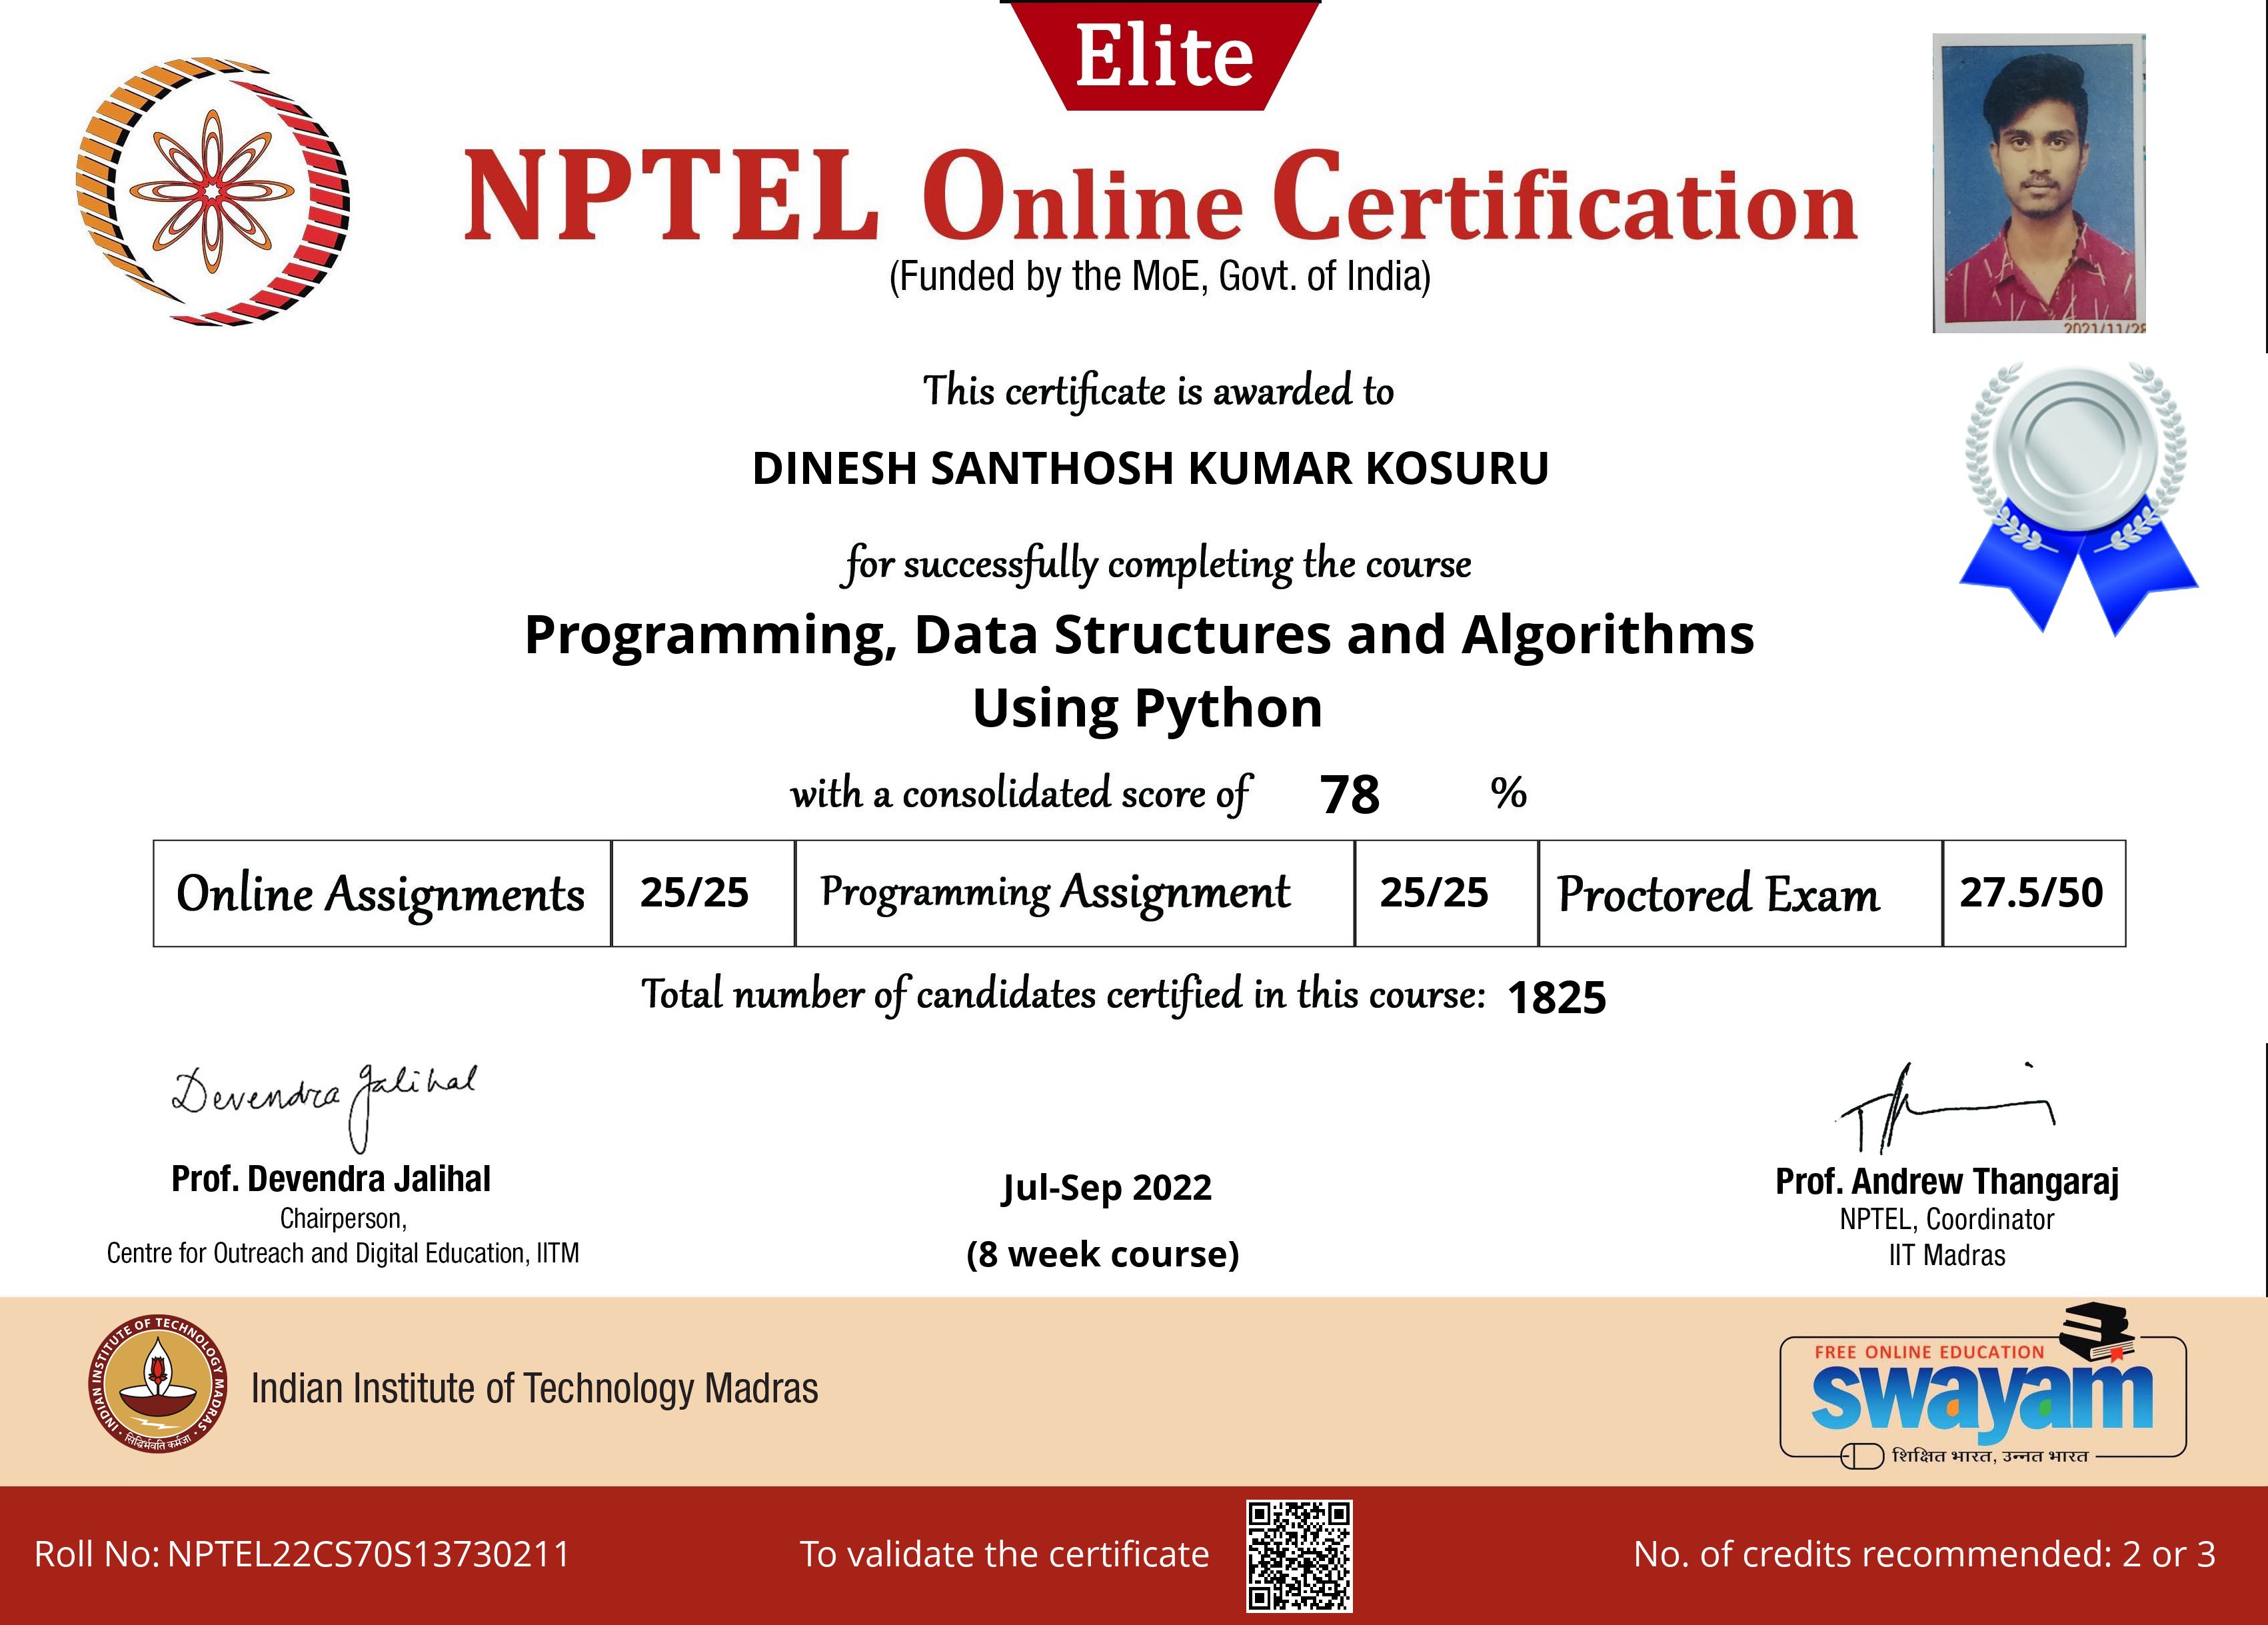 Elite
NPTEL Online Certification
(Funded by the MoE, Govt. of India)
2021/11/28
This certificate is awarded to
DINESH SANTHOSH KUMAR KOSURU
for successfully completing the course
Programming, Data Structures and Algorithms
Using Python
with a consolidated score of 78 %
Online Assignments 25/25 Programming Assignment 25/25 Proctored Exam 27.5/50
Total number of candidates certified in this course: 1825
Devendra Jalihal
Prof. Devendra Jalihal
Chairperson,
Centre for Outreach and Digital Education, IITM
Jul-Sep 2022
(8 week course)
Prof. Andrew Thangaraj
NPTEL, Coordinator
IIT Madras
INDIAN INSTITUTE OF TECHNOLOGY MADRAS
सिद्धिर्भवति कर्मजा
Indian Institute of Technology Madras
FREE ONLINE EDUCATION
swayam
शिक्षित भारत, उन्नत भारत
Roll No: NPTEL22CS70S13730211
To validate the certificate
No. of credits recommended: 2 or 3